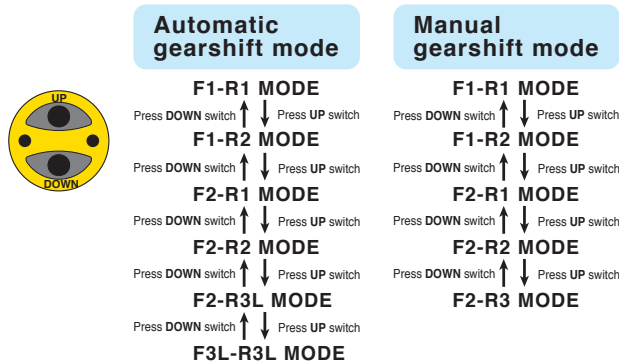 Automatic
gearshift mode
UP
DOWN
F1-R1 MODE
Press DOWN switch Press UP switch
F1-R2 MODE
Press DOWN switch Press UP switch
F2-R1 MODE
Press DOWN switch Press UP switch
F2-R2 MODE
Press DOWN switch Press UP switch
F2-R3L MODE
Press DOWN switch Press UP switch
F3L-R3L MODE
Manual
gearshift mode
F1-R1 MODE
Press DOWN switch Press UP switch
F1-R2 MODE
Press DOWN switch Press UP switch
F2-R1 MODE
Press DOWN switch Press UP switch
F2-R2 MODE
Press DOWN switch Press UP switch
F2-R3 MODE